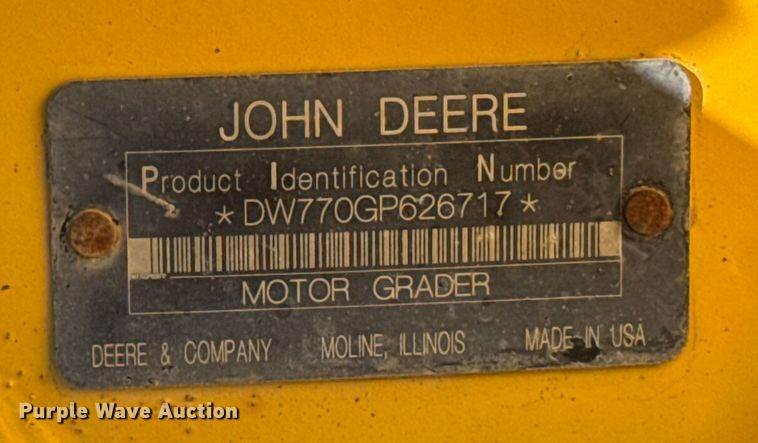 JOHN DEERE
Product Identification Number
*DW770GP626717*
MOTOR GRADER
DEERE & COMPANY MOLINE, ILLINOIS MADE IN USA
Purple Wave Auction